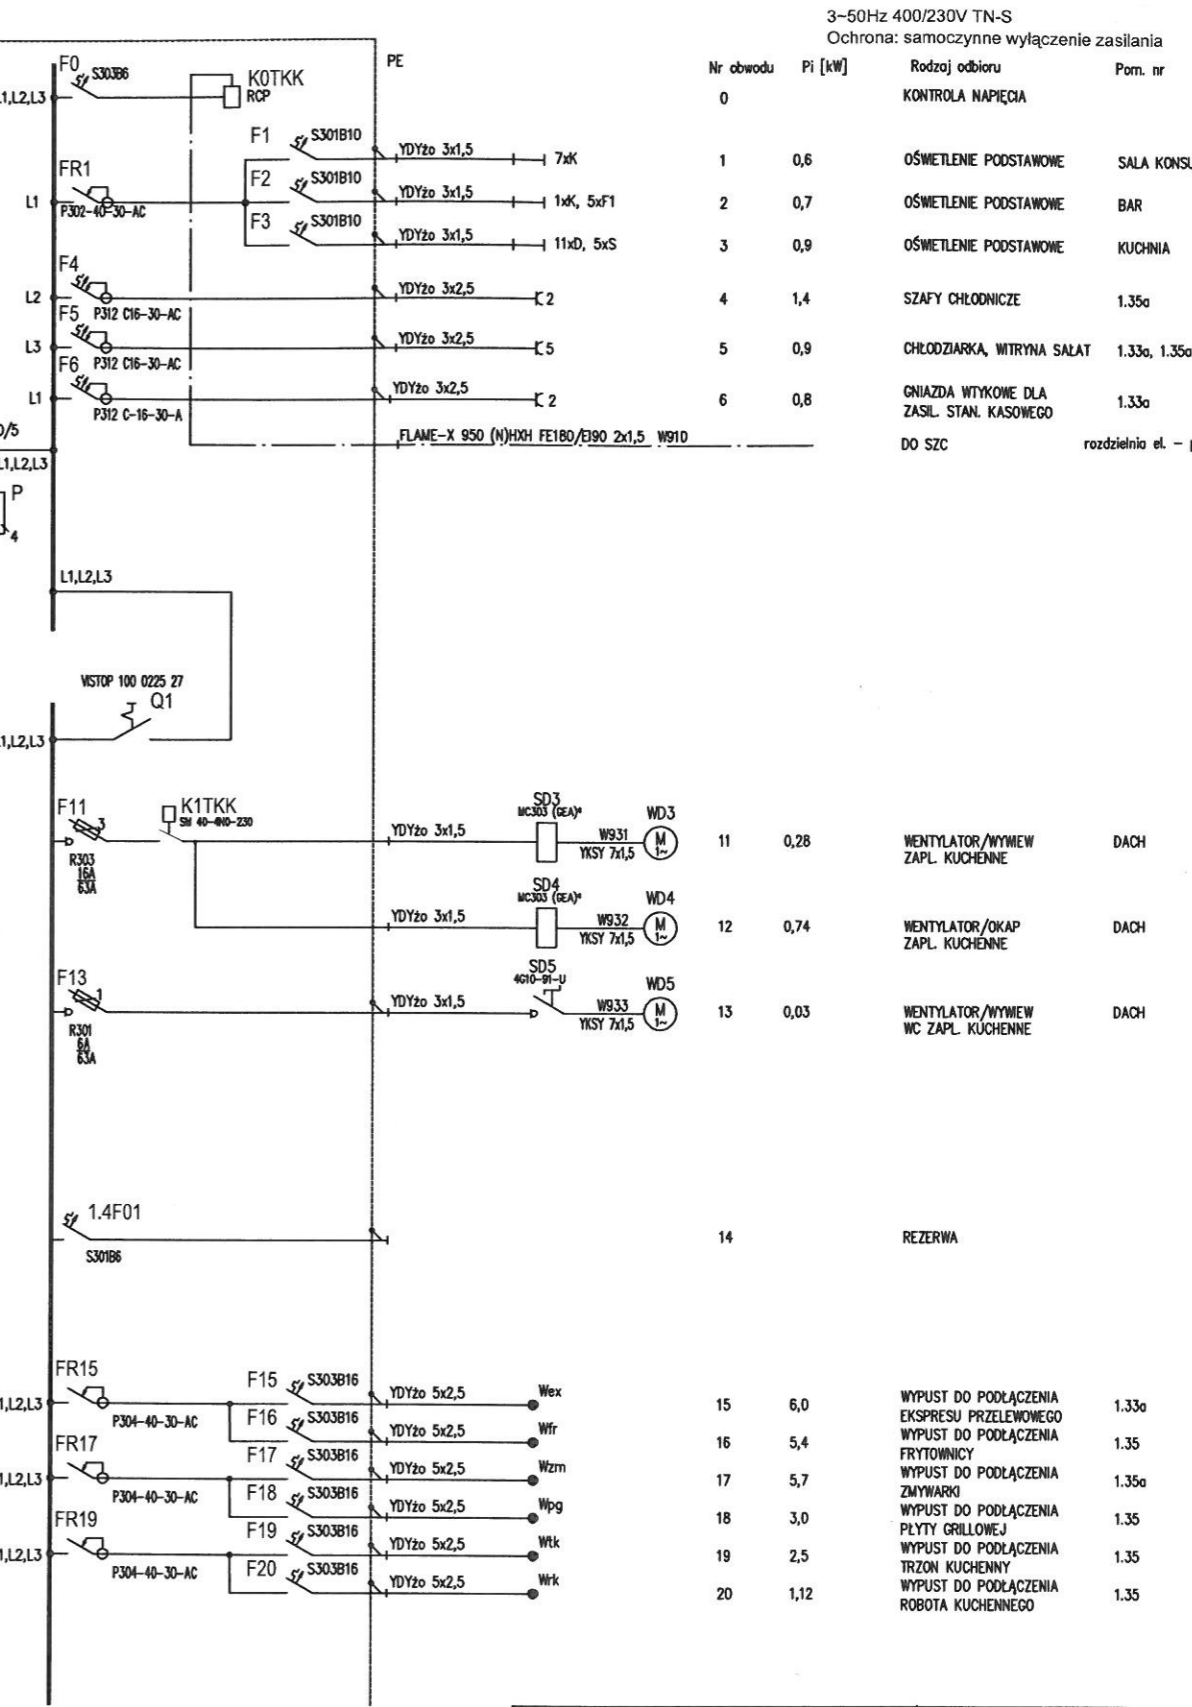 3~50Hz 400/230V TN-S
Ochrona: samoczynne wyłączenie zasilania
PE
Nr obwodu Pi [kW] Rodzaj odbioru Pom. nr
F0 S303B6
L1,L2,L3
K0TKK
RCP
0 KONTROLA NAPIĘCIA
F1 S301B10 YDYżo 3x1,5 7xK 1 0,6 OŚWIETLENIE PODSTAWOWE SALA KONSU
FR1
L1
P302-40-30-AC
F2 S301B10 YDYżo 3x1,5 1xK, 5xF1 2 0,7 OŚWIETLENIE PODSTAWOWE BAR
F3 S301B10 YDYżo 3x1,5 11xD, 5xS 3 0,9 OŚWIETLENIE PODSTAWOWE KUCHNIA
F4
L2 YDYżo 3x2,5 2 4 1,4 SZAFY CHŁODNICZE 1.35a
P312 C16-30-AC
F5
L3 YDYżo 3x2,5 5 5 0,9 CHŁODZIARKA, WITRYNA SAŁAT 1.33a, 1.35a
P312 C16-30-AC
F6
L1 YDYżo 3x2,5 2 6 0,8 GNIAZDA WTYKOWE DLA
ZASIL. STAN. KASOWEGO 1.33a
P312 C-16-30-A
0/5
L1,L2,L3
FLAME-X 950 (N)HXH FE180/E90 2x1,5 W910 DO SZC rozdzielnia el. - p
P
4
L1,L2,L3
VISTOP 100 0225 27
Q1
L1,L2,L3
F11
3
R303
16A
63A
K1TKK
SM 40-4N0-230
YDYżo 3x1,5
SD3
MC303 (GEA)*
W931
YKSY 7x1,5
WD3
M
1~
11 0,28 WENTYLATOR/WYWIEW
ZAPL. KUCHENNE DACH
YDYżo 3x1,5
SD4
MC303 (GEA)*
W932
YKSY 7x1,5
WD4
M
1~
12 0,74 WENTYLATOR/OKAP
ZAPL. KUCHENNE DACH
F13
1
R301
6A
63A
YDYżo 3x1,5
SD5
4G10-91-U
W933
YKSY 7x1,5
WD5
M
1~
13 0,03 WENTYLATOR/WYWIEW
WC ZAPL. KUCHENNE DACH
1.4F01
S301B6
14 REZERWA
FR15
L1,L2,L3
P304-40-30-AC
F15 S303B16 YDYżo 5x2,5 Wex 15 6,0 WYPUST DO PODŁĄCZENIA
EKSPRESU PRZELEWOWEGO 1.33a
F16 S303B16 YDYżo 5x2,5 Wfr 16 5,4 WYPUST DO PODŁĄCZENIA
FRYTOWNICY 1.35
FR17
L1,L2,L3
P304-40-30-AC
F17 S303B16 YDYżo 5x2,5 Wzm 17 5,7 WYPUST DO PODŁĄCZENIA
ZMYWARKI 1.35a
F18 S303B16 YDYżo 5x2,5 Wpg 18 3,0 WYPUST DO PODŁĄCZENIA
PŁYTY GRILLOWEJ 1.35
FR19
L1,L2,L3
P304-40-30-AC
F19 S303B16 YDYżo 5x2,5 Wtk 19 2,5 WYPUST DO PODŁĄCZENIA
TRZON KUCHENNY 1.35
F20 S303B16 YDYżo 5x2,5 Wrk 20 1,12 WYPUST DO PODŁĄCZENIA
ROBOTA KUCHENNEGO 1.35